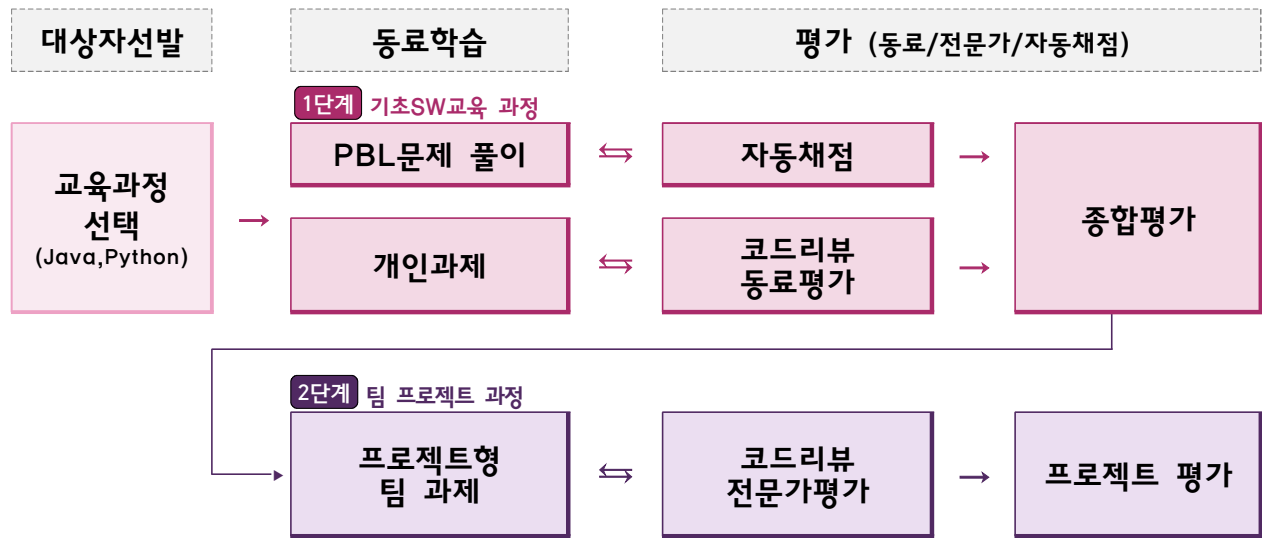 대상자선발
동료학습
평가 (동료/전문가/자동채점)
1단계 기초SW교육 과정
교육과정
선택
(Java,Python)
→
PBL문제 풀이
⇆
자동채점
→
개인과제
⇆
코드리뷰
동료평가
→
종합평가
2단계 팀 프로젝트 과정
프로젝트형
팀 과제
⇆
코드리뷰
전문가평가
→
프로젝트 평가